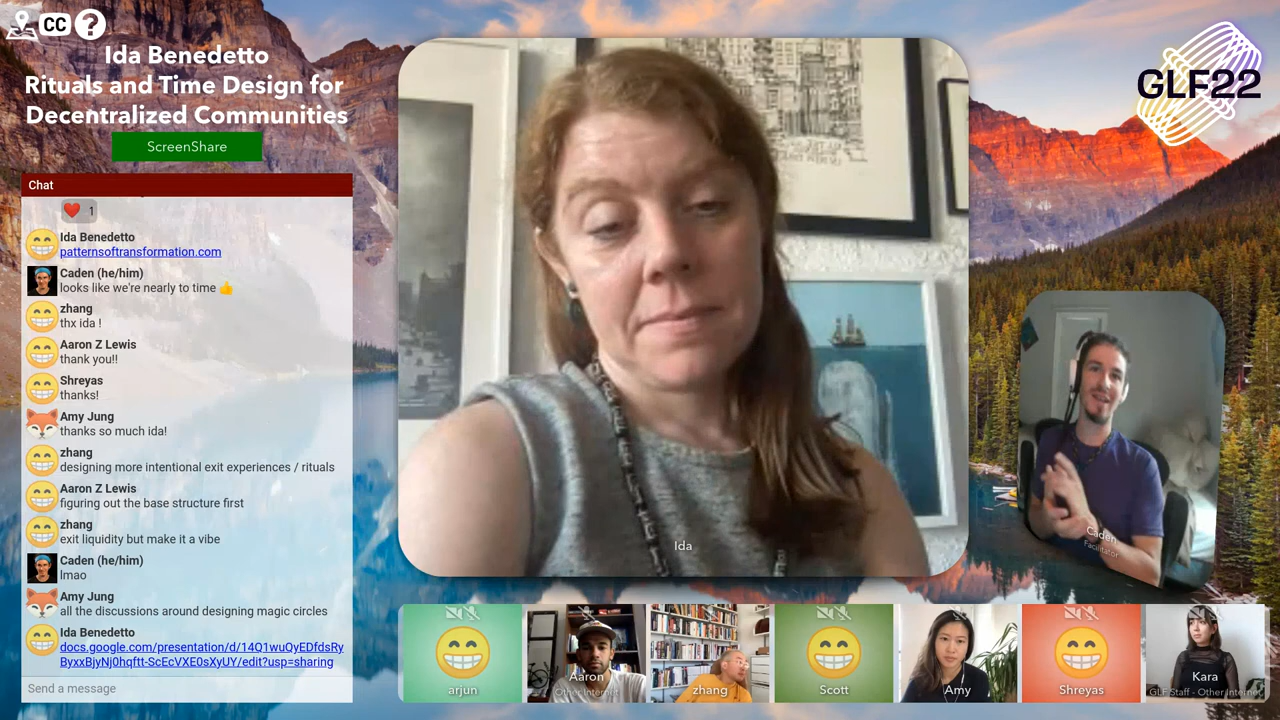 CC
?
Ida Benedetto
Rituals and Time Design for
Decentralized Communities
ScreenShare
Chat
1
Ida Benedetto
patternsoftransformation.com
Caden (he/him)
looks like we're nearly to time 👍
zhang
thx ida !
Aaron Z Lewis
thank you!!
Shreyas
thanks!
Amy Jung
thanks so much ida!
zhang
designing more intentional exit experiences / rituals
Aaron Z Lewis
figuring out the base structure first
zhang
exit liquidity but make it a vibe
Caden (he/him)
lmao
Amy Jung
all the discussions around designing magic circles
Ida Benedetto
docs.google.com/presentation/d/14Q1wuQyEDfdsRy
ByxxBjyNj0hqftt-ScEcVXE0sXyUY/edit?usp=sharing
Send a message
GLF22
Ida
Caden
Facilitator
arjun
Aaron
Other Internet
zhang
Scott
Amy
Shreyas
Kara
GLF Staff - Other Internet